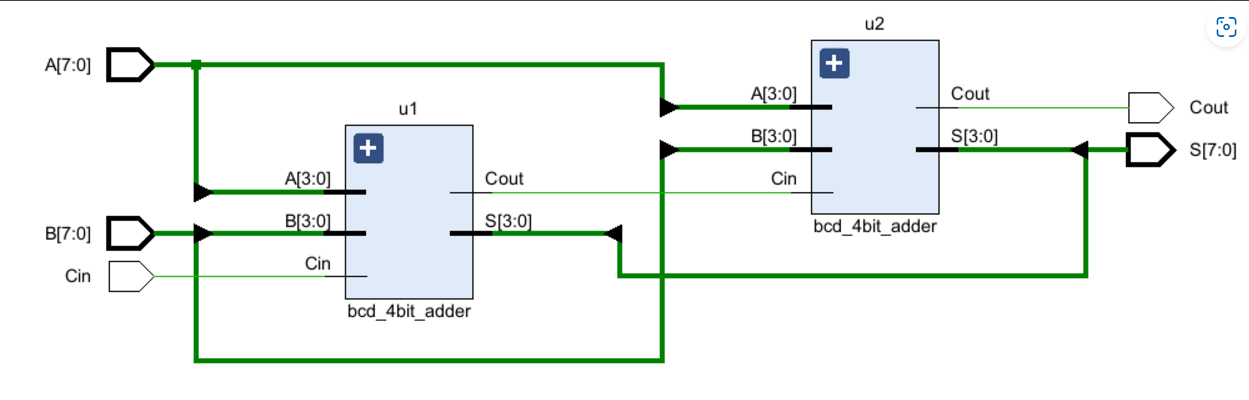 u2
A[7:0]
A[3:0]
Cout
Cout
u1
B[3:0]
S[3:0]
S[7:0]
A[3:0]
Cout
Cin
B[7:0]
B[3:0]
S[3:0]
bcd_4bit_adder
Cin
Cin
bcd_4bit_adder